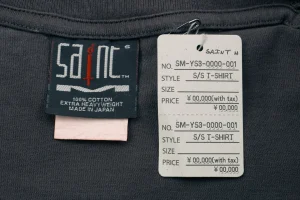 saint S
TM
100% COTTON
EXTRA HEAVY WEIGHT
MADE IN JAPAN
SAINT M
NO. SM-YS3-0000-001
STYLE S/S T-SHIRT
SIZE
PRICE ¥00,000(with tax)
¥00,000
NO. SM-YS3-0000-001
STYLE S/S T-SHIRT
SIZE
PRICE ¥00,000(with tax)
¥00,000